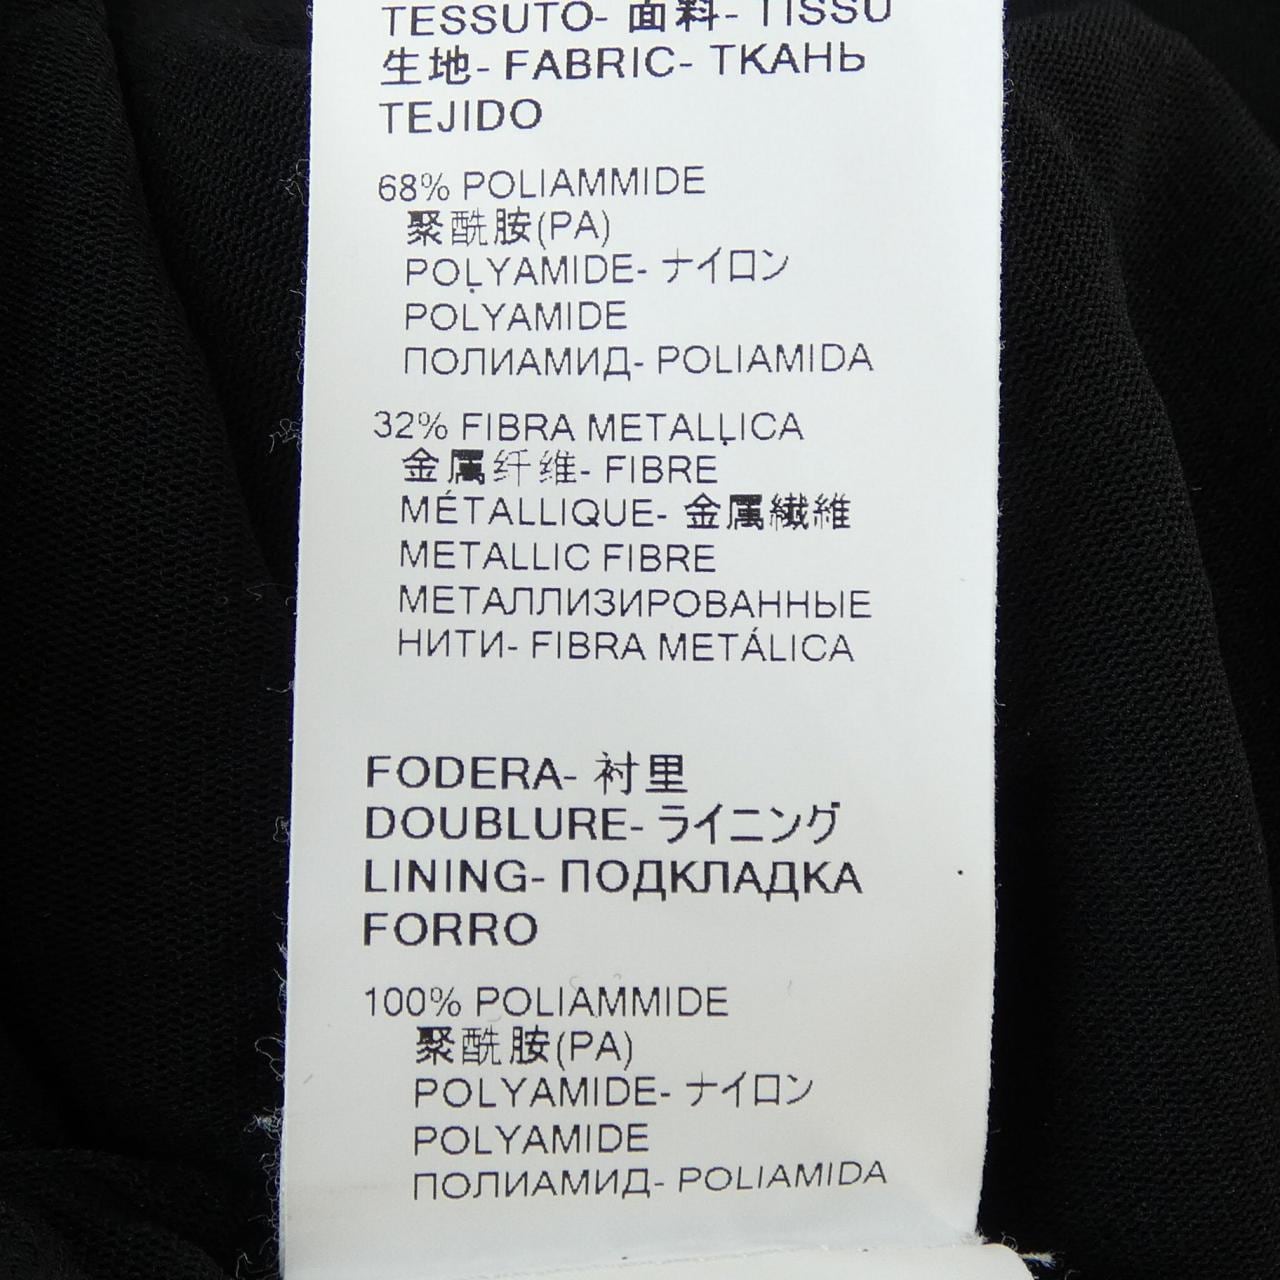 TESSUTO- 面料- TISSU
生地- FABRIC- ТКАНЬ
TEJIDO
68% POLIAMMIDE
聚酰胺(PA)
POLYAMIDE- ナイロン
POLYAMIDE
ПОЛИАМИД- POLIAMIDA
32% FIBRA METALLICA
金属纤维- FIBRE
MÉTALLIQUE- 金属繊維
METALLIC FIBRE
МЕТАЛЛИЗИРОВАННЫЕ
НИТИ- FIBRA METÁLICA
FODERA- 衬里
DOUBLURE- ライニング
LINING- ПОДКЛАДКА
FORRO
100% POLIAMMIDE
聚酰胺(PA)
POLYAMIDE- ナイロン
POLYAMIDE
ПОЛИАМИД- POLIAMIDA